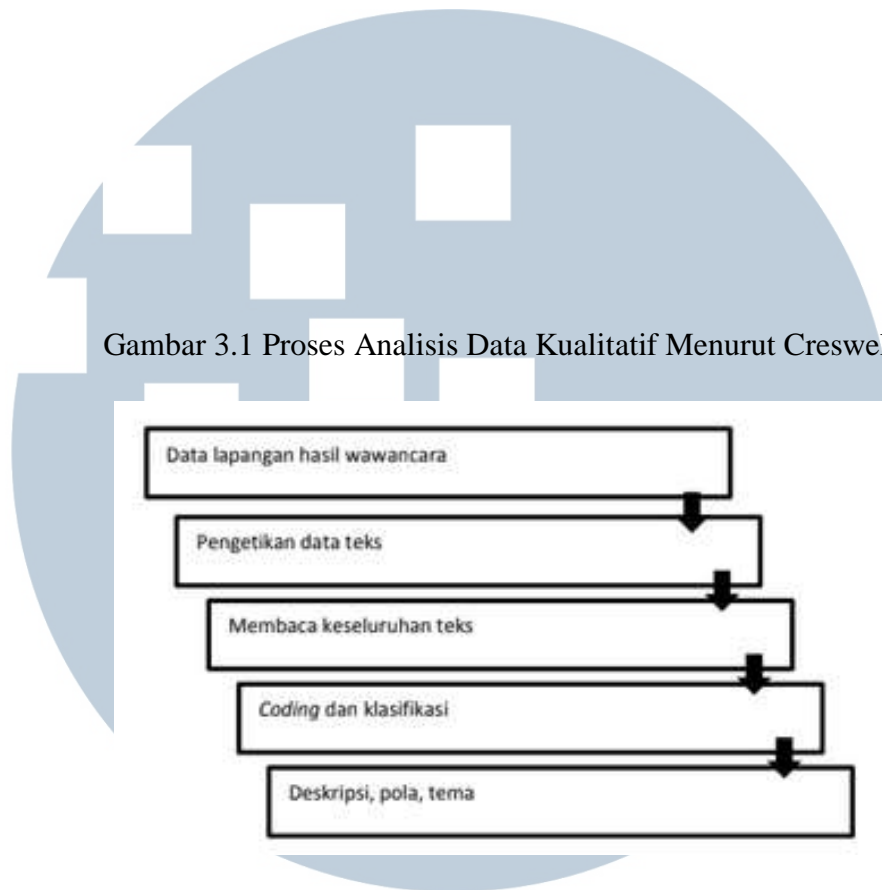 Gambar 3.1 Proses Analisis Data Kualitatif Menurut
Data lapangan hasil wawancara
Pengetikan data teks
Membaca keseluruhan teks
Coding dan klasifikasi
Deskripsi, pola, tema